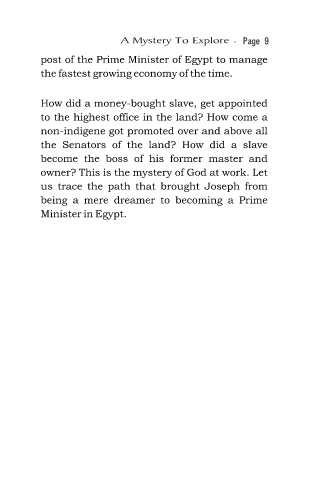 A Mystery To Explore - Page 9
post of the Prime Minister of Egypt to manage
the fastest growing economy of the time.
How did a money-bought slave, get appointed
to the highest office in the land? How come a
non-indigene got promoted over and above all
the Senators of the land? How did a slave
become the boss of his former master and
owner? This is the mystery of God at work. Let
us trace the path that brought Joseph from
being a mere dreamer to becoming a Prime
Minister in Egypt.